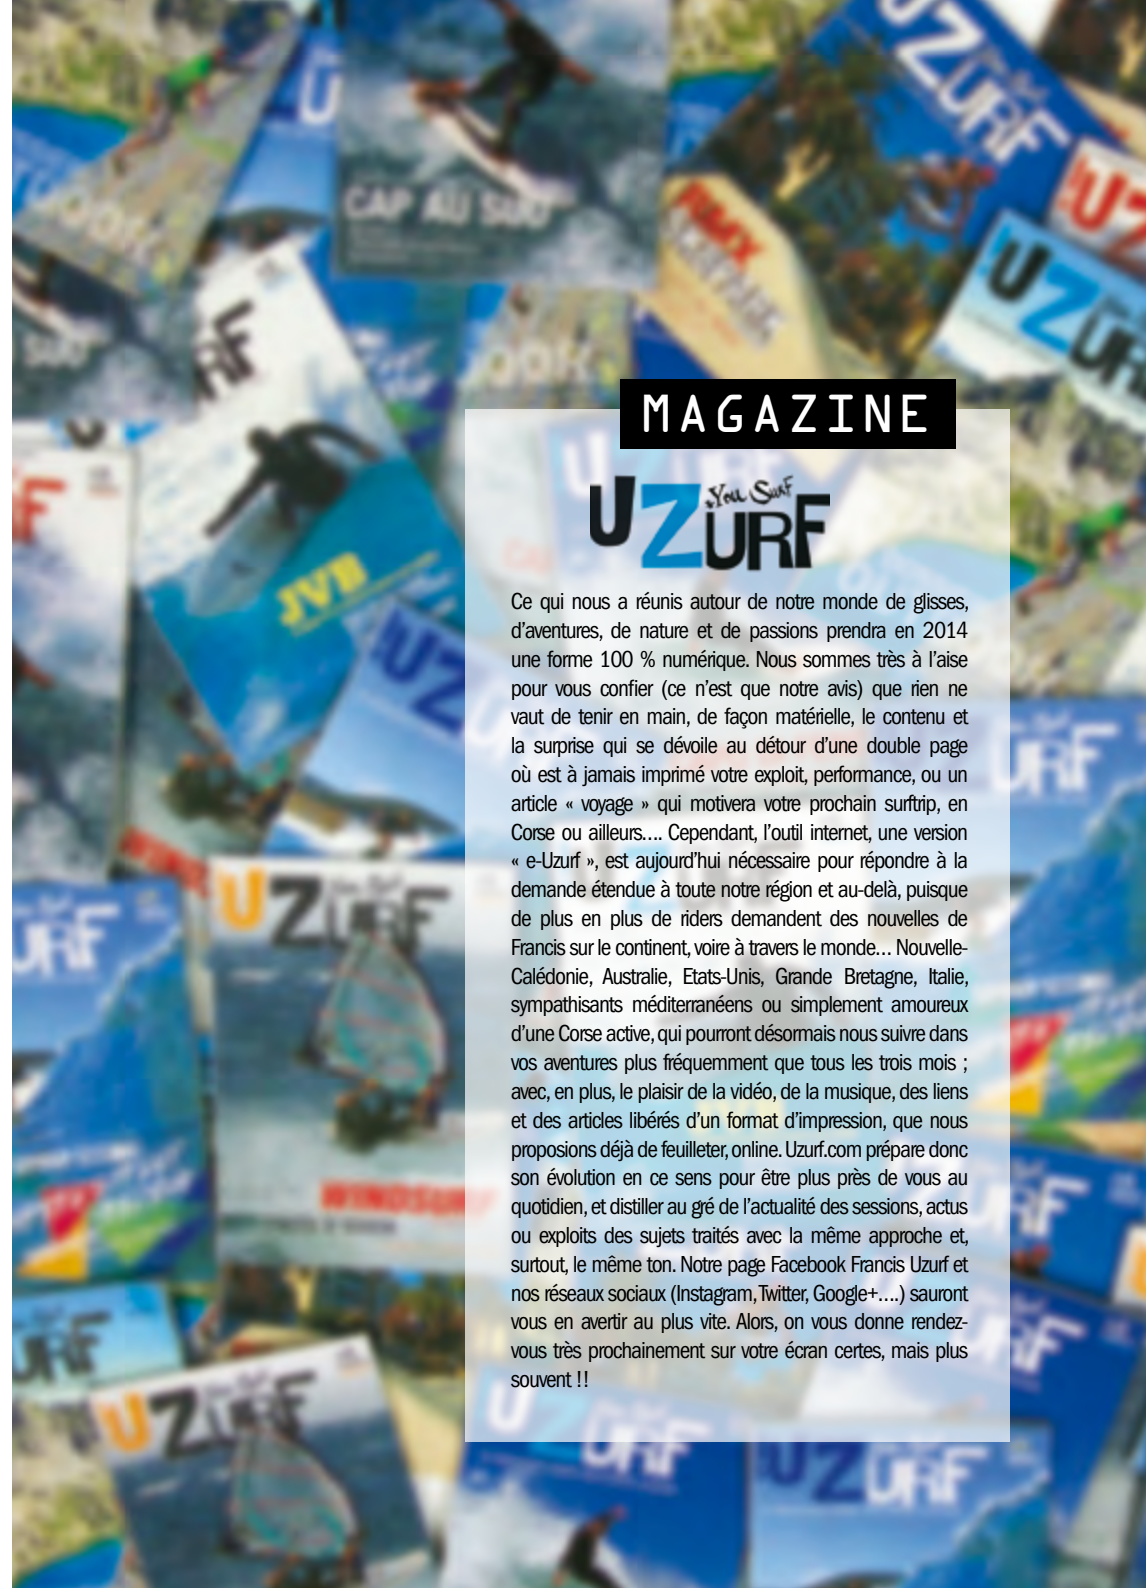 CAP AU SUD
UZURF
RMX
UZURF
JVB
UZ
MAGAZINE
UZURF
You Surf
Ce qui nous a réunis autour de notre monde de glisses,
d’aventures, de nature et de passions prendra en 2014
une forme 100 % numérique. Nous sommes très à l’aise
pour vous confier (ce n’est que notre avis) que rien ne
vaut de tenir en main, de façon matérielle, le contenu et
la surprise qui se dévoile au détour d’une double page
où est à jamais imprimé votre exploit, performance, ou un
article « voyage » qui motivera votre prochain surftrip, en
Corse ou ailleurs…. Cependant, l’outil internet, une version
« e-Uzurf », est aujourd’hui nécessaire pour répondre à la
demande étendue à toute notre région et au-delà, puisque
de plus en plus de riders demandent des nouvelles de
Francis sur le continent, voire à travers le monde… Nouvelle-
Calédonie, Australie, Etats-Unis, Grande Bretagne, Italie,
sympathisants méditerranéens ou simplement amoureux
d’une Corse active, qui pourront désormais nous suivre dans
vos aventures plus fréquemment que tous les trois mois ;
avec, en plus, le plaisir de la vidéo, de la musique, des liens
et des articles libérés d’un format d’impression, que nous
proposions déjà de feuilleter, online. Uzurf.com prépare donc
son évolution en ce sens pour être plus près de vous au
quotidien, et distiller au gré de l’actualité des sessions, actus
ou exploits des sujets traités avec la même approche et,
surtout, le même ton. Notre page Facebook Francis Uzurf et
nos réseaux sociaux (Instagram, Twitter, Google+….) sauront
vous en avertir au plus vite. Alors, on vous donne rendez-
vous très prochainement sur votre écran certes, mais plus
souvent !!
UZURF
WINDSURF
UZURF
UZURF
UZURF